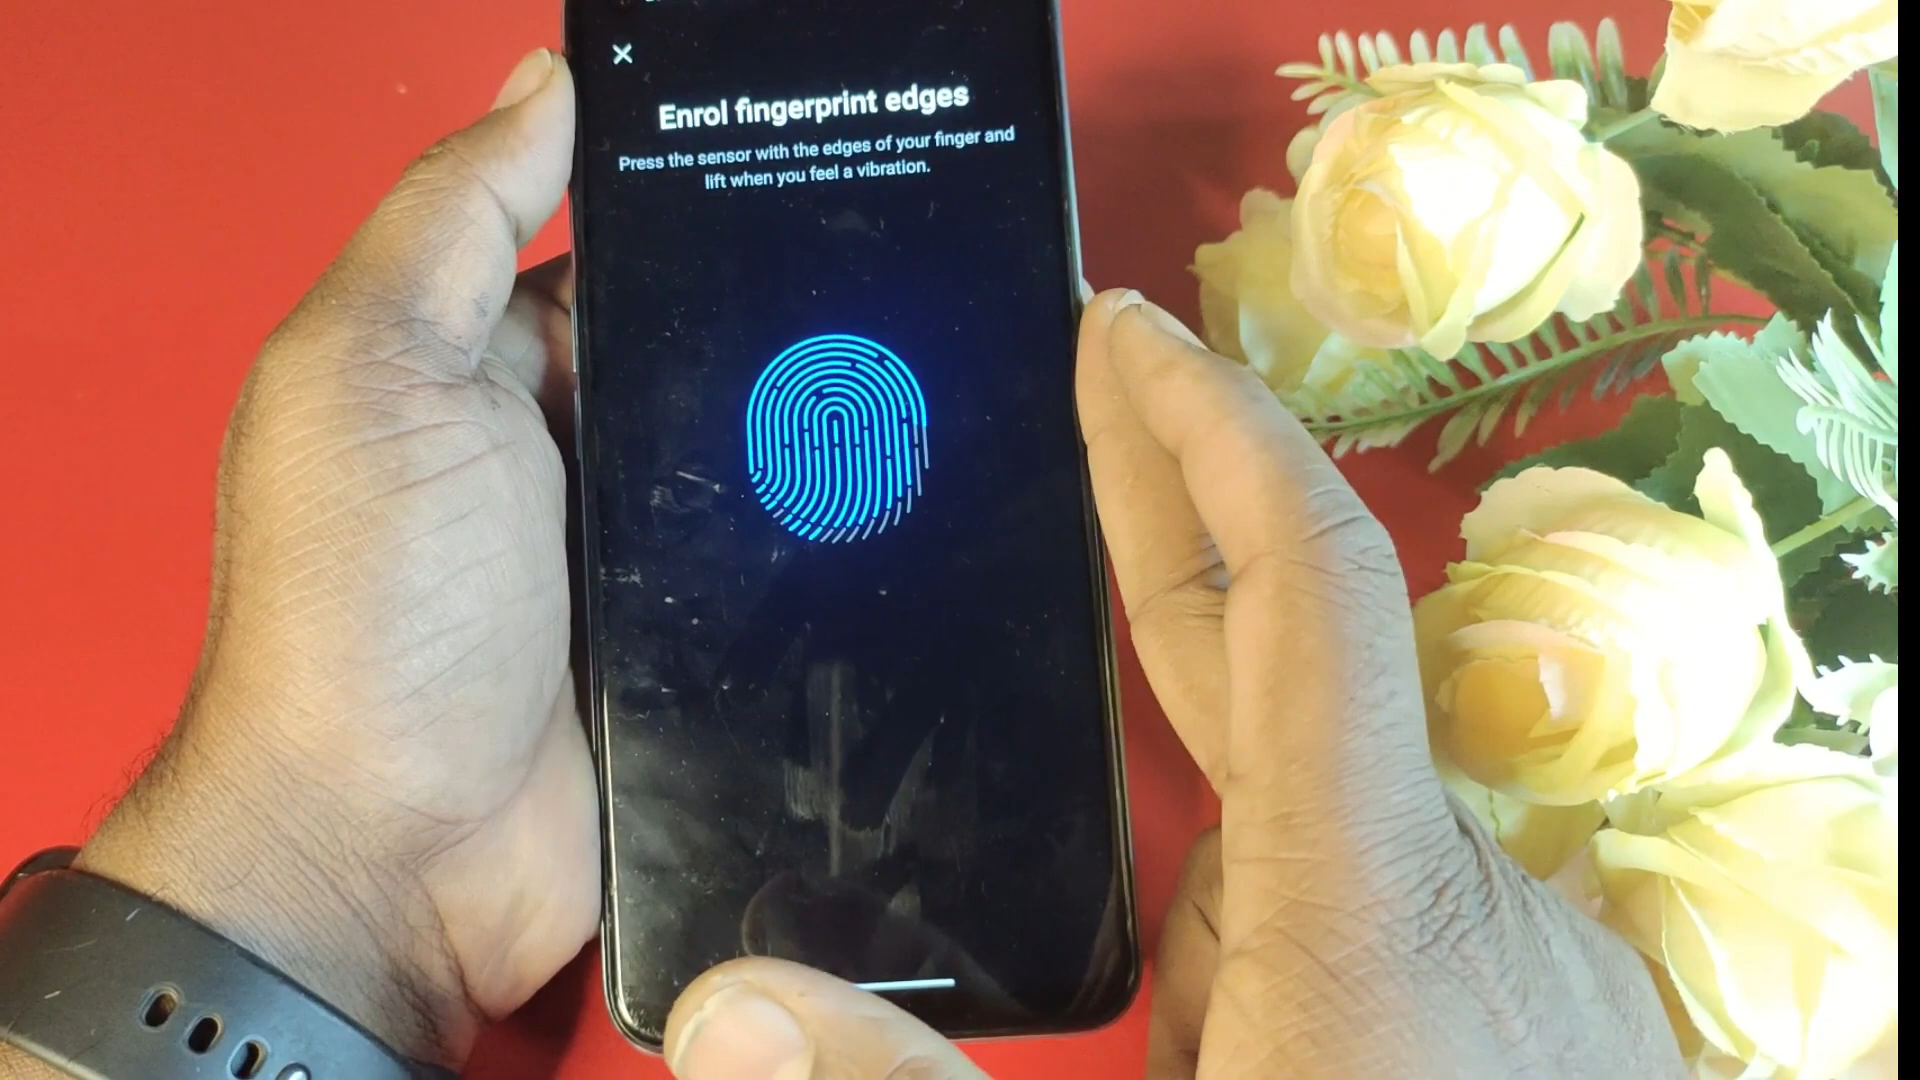 Enrol fingerprint edges
Press the sensor with the edges of your finger and
lift when you feel a vibration.